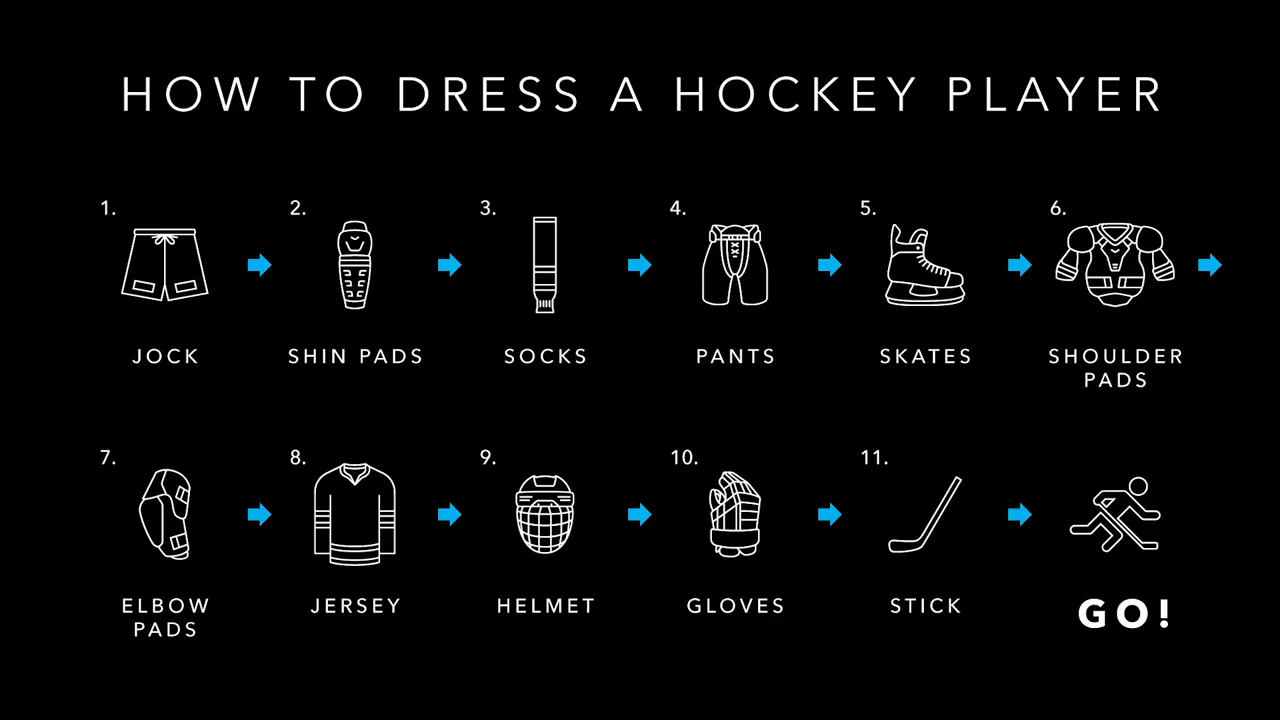 HOW TO DRESS A HOCKEY PLAYER
1.
2.
3.
4.
5.
6.
JOCK
SHIN PADS
SOCKS
PANTS
SKATES
SHOULDER
PADS
7.
8.
9.
10.
11.
ELBOW
PADS
JERSEY
HELMET
GLOVES
STICK
GO!